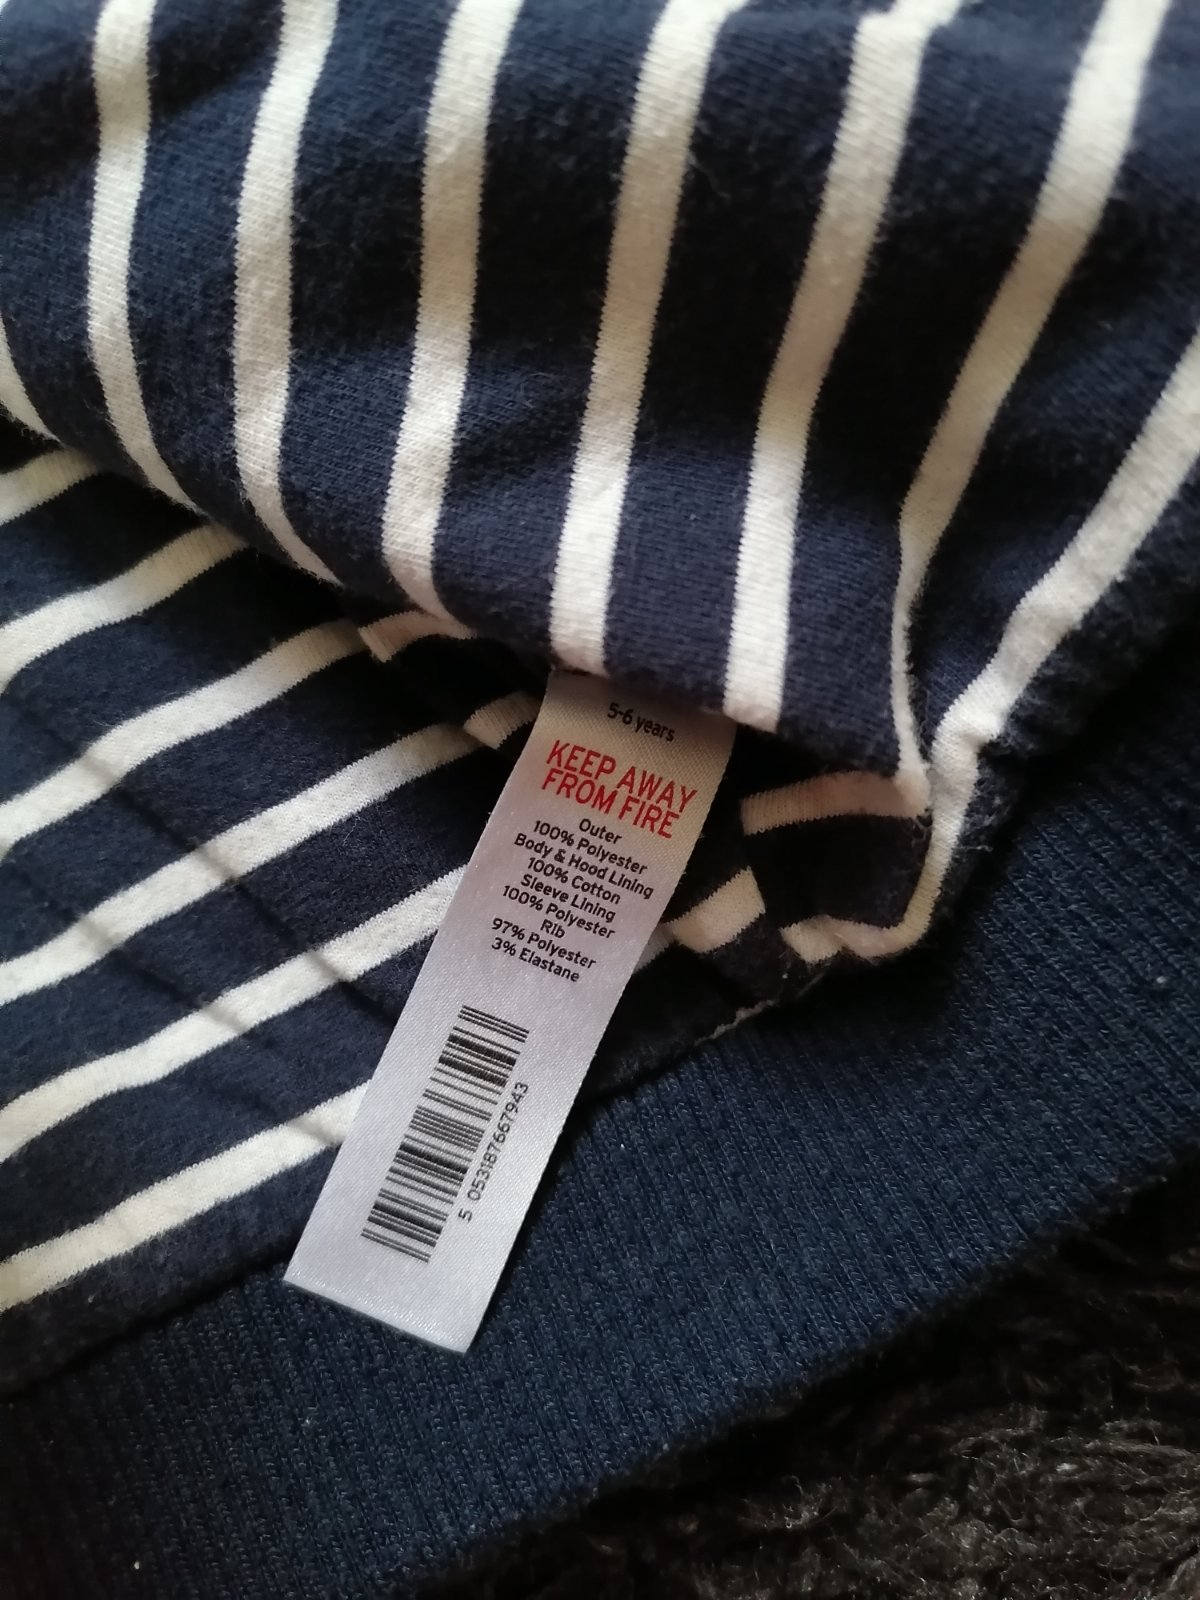 5-6 years
KEEP AWAY
FROM FIRE
Outer
100% Polyester
Body & Hood Lining
100% Cotton
Sleeve Lining
100% Polyester
Rib
97% Polyester
3% Elastane
5 053187667943